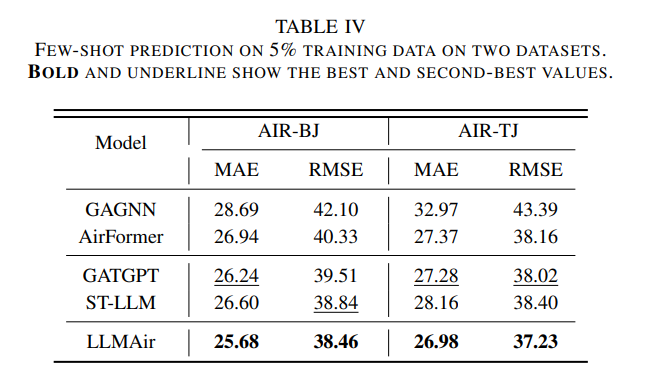 TABLE IV
FEW-SHOT PREDICTION ON 5% TRAINING DATA ON TWO DATASETS.
BOLD AND UNDERLINE SHOW THE BEST AND SECOND-BEST VALUES.
Model AIR-BJ AIR-TJ
MAE RMSE MAE RMSE
GAGNN 28.69 42.10 32.97 43.39
AirFormer 26.94 40.33 27.37 38.16
GATGPT 26.24 39.51 27.28 38.02
ST-LLM 26.60 38.84 28.16 38.40
LLMAir 25.68 38.46 26.98 37.23